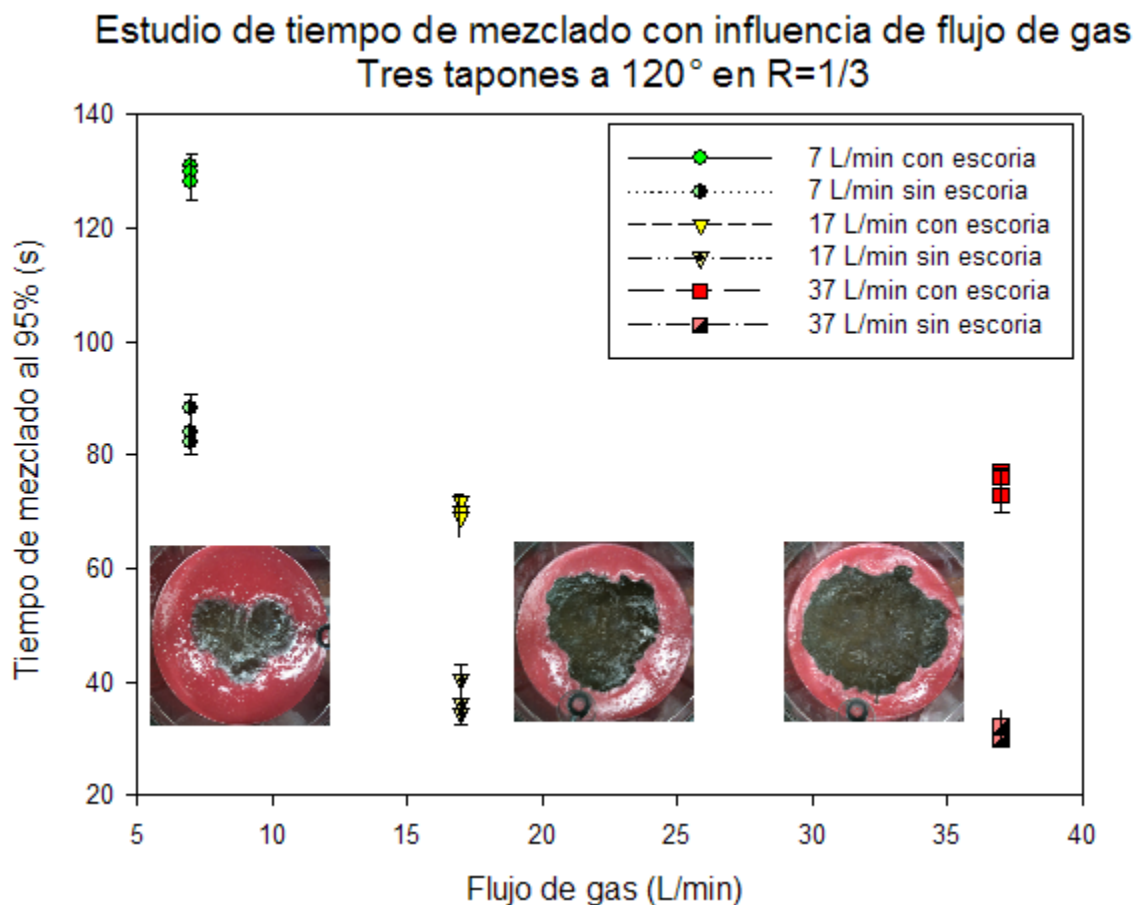 Estudio de tiempo de mezclado con influencia de flujo de gas
Tres tapones a 120° en R=1/3
Tiempo de mezclado al 95% (s)
140
120
100
80
60
40
20
7 L/min con escoria
7 L/min sin escoria
17 L/min con escoria
17 L/min sin escoria
37 L/min con escoria
37 L/min sin escoria
5 10 15 20 25 30 35 40
Flujo de gas (L/min)